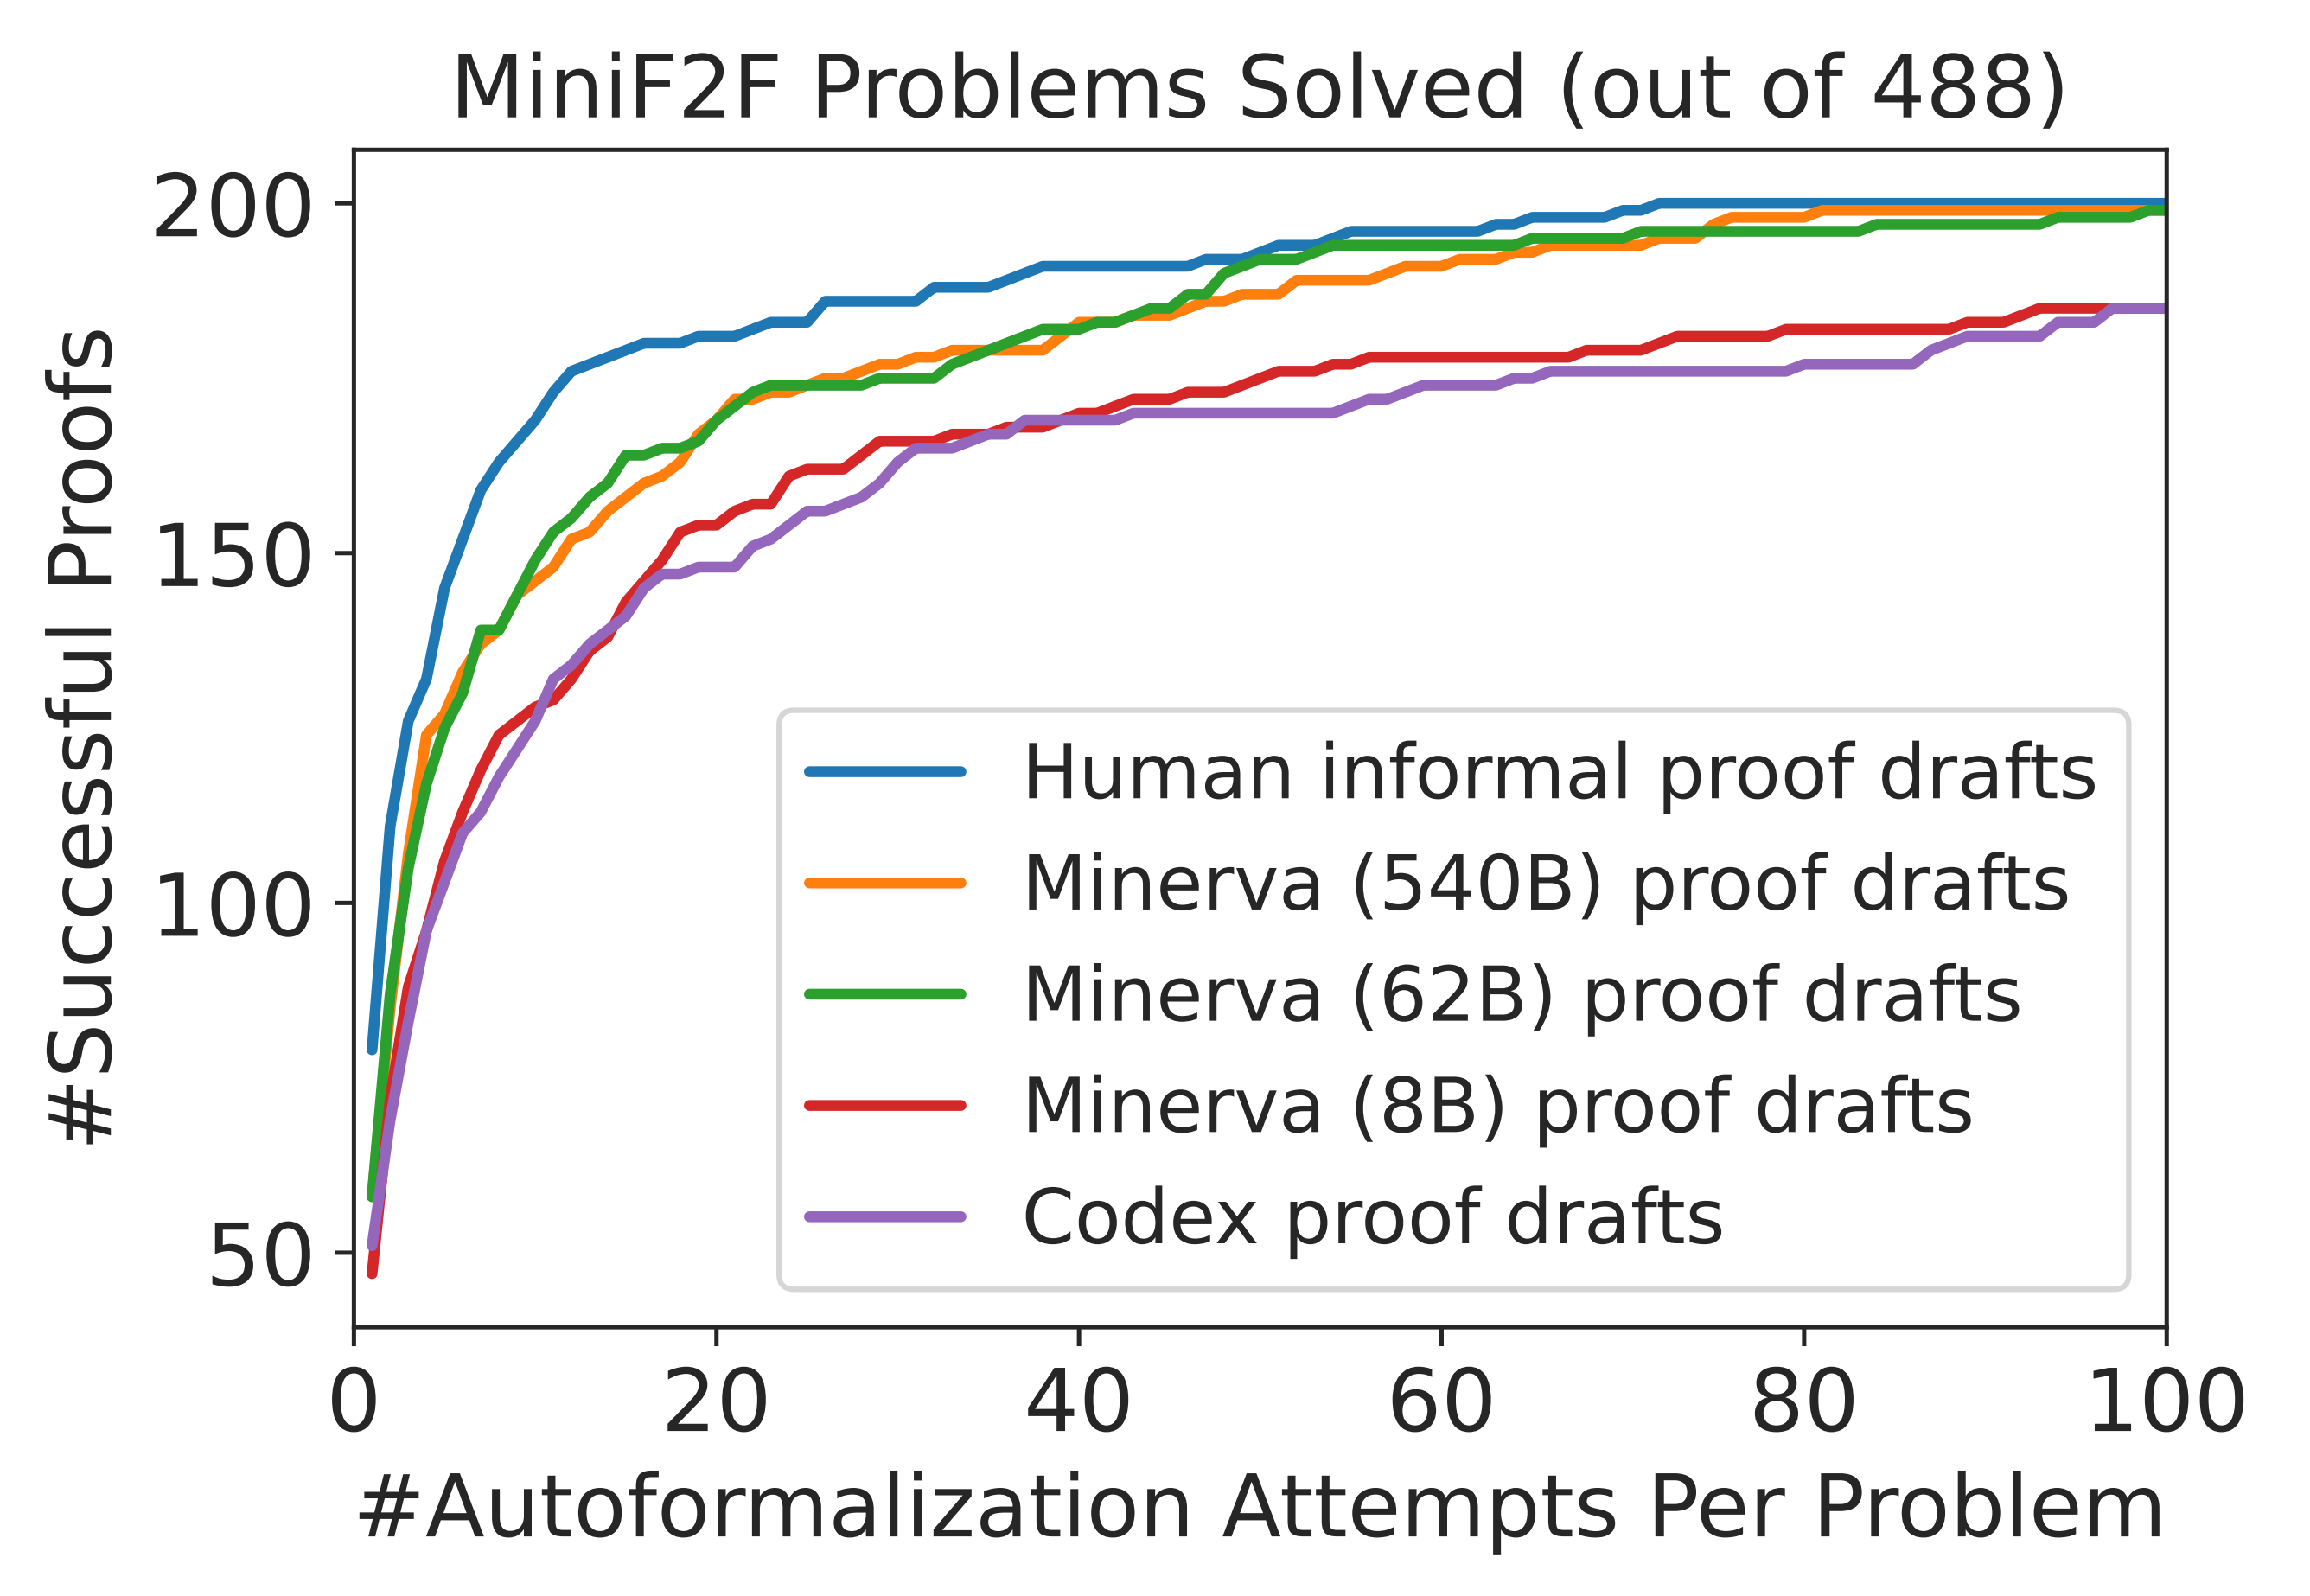 MiniF2F Problems Solved (out of 488)
#Successful Proofs
200
150
100
50
Human informal proof drafts
Minerva (540B) proof drafts
Minerva (62B) proof drafts
Minerva (8B) proof drafts
Codex proof drafts
0 20 40 60 80 100
#Autoformalization Attempts Per Problem